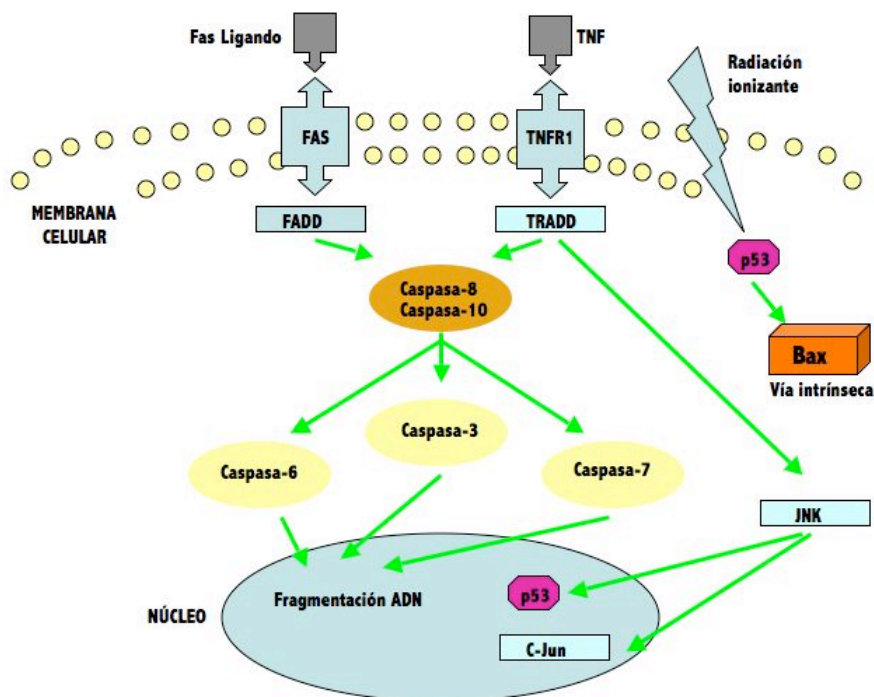 Fas Ligando
TNF
Radiación
ionizante
FAS
TNFR1
MEMBRANA
CELULAR
FADD
TRADD
p53
Caspasa-8
Caspasa-10
Bax
Vía intrínseca
Caspasa-3
Caspasa-6
Caspasa-7
JNK
Fragmentación ADN
p53
NÚCLEO
C-Jun